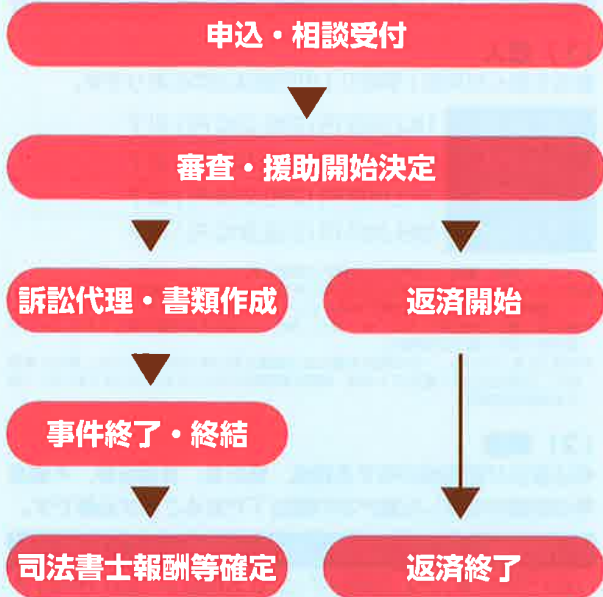 申込・相談受付
審査・援助開始決定
訴訟代理・書類作成
返済開始
事件終了・終結
司法書士報酬等確定
返済終了